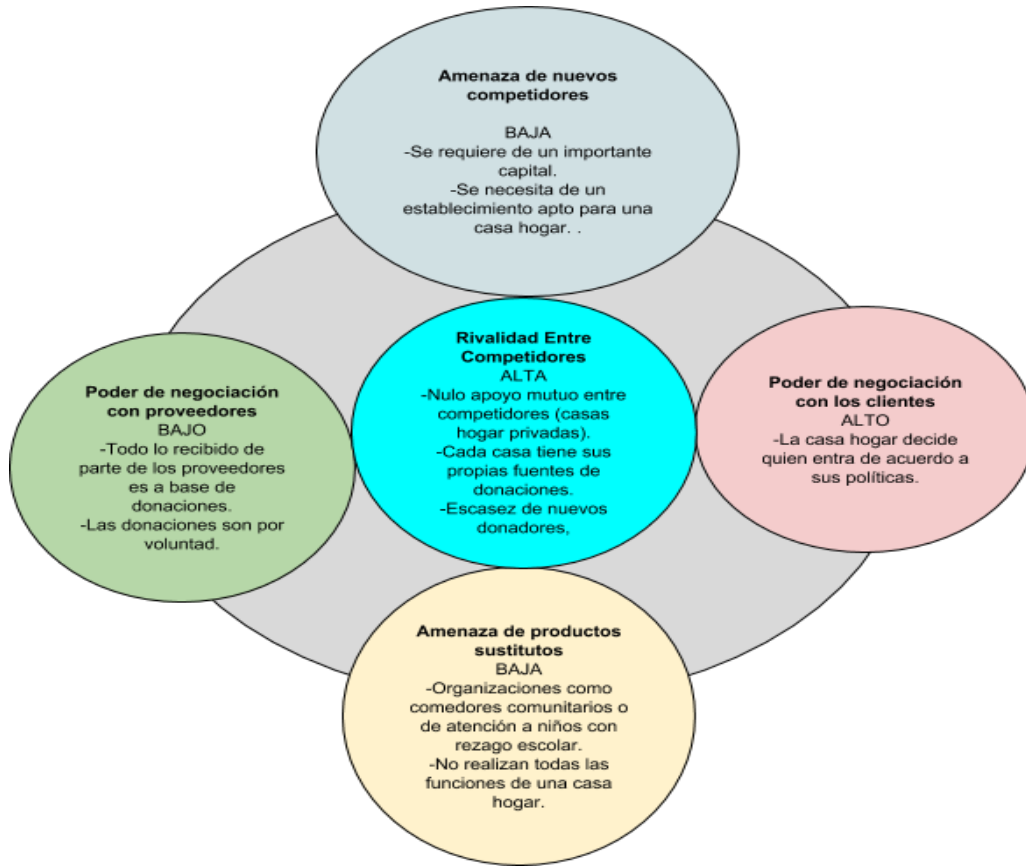 Amenaza de nuevos
competidores
BAJA
-Se requiere de un importante
capital.
-Se necesita de un
establecimiento apto para una
casa hogar. .
Rivalidad Entre
Competidores
ALTA
-Nulo apoyo mutuo entre
competidores (casas
hogar privadas).
-Cada casa tiene sus
propias fuentes de
donaciones.
-Escasez de nuevos
donadores,
Poder de negociación
con proveedores
BAJO
-Todo lo recibido de
parte de los proveedores
es a base de
donaciones.
-Las donaciones son por
voluntad.
Poder de negociación
con los clientes
ALTO
-La casa hogar decide
quien entra de acuerdo a
sus políticas.
Amenaza de productos
sustitutos
BAJA
-Organizaciones como
comedores comunitarios o
de atención a niños con
rezago escolar.
-No realizan todas las
funciones de una casa
hogar.